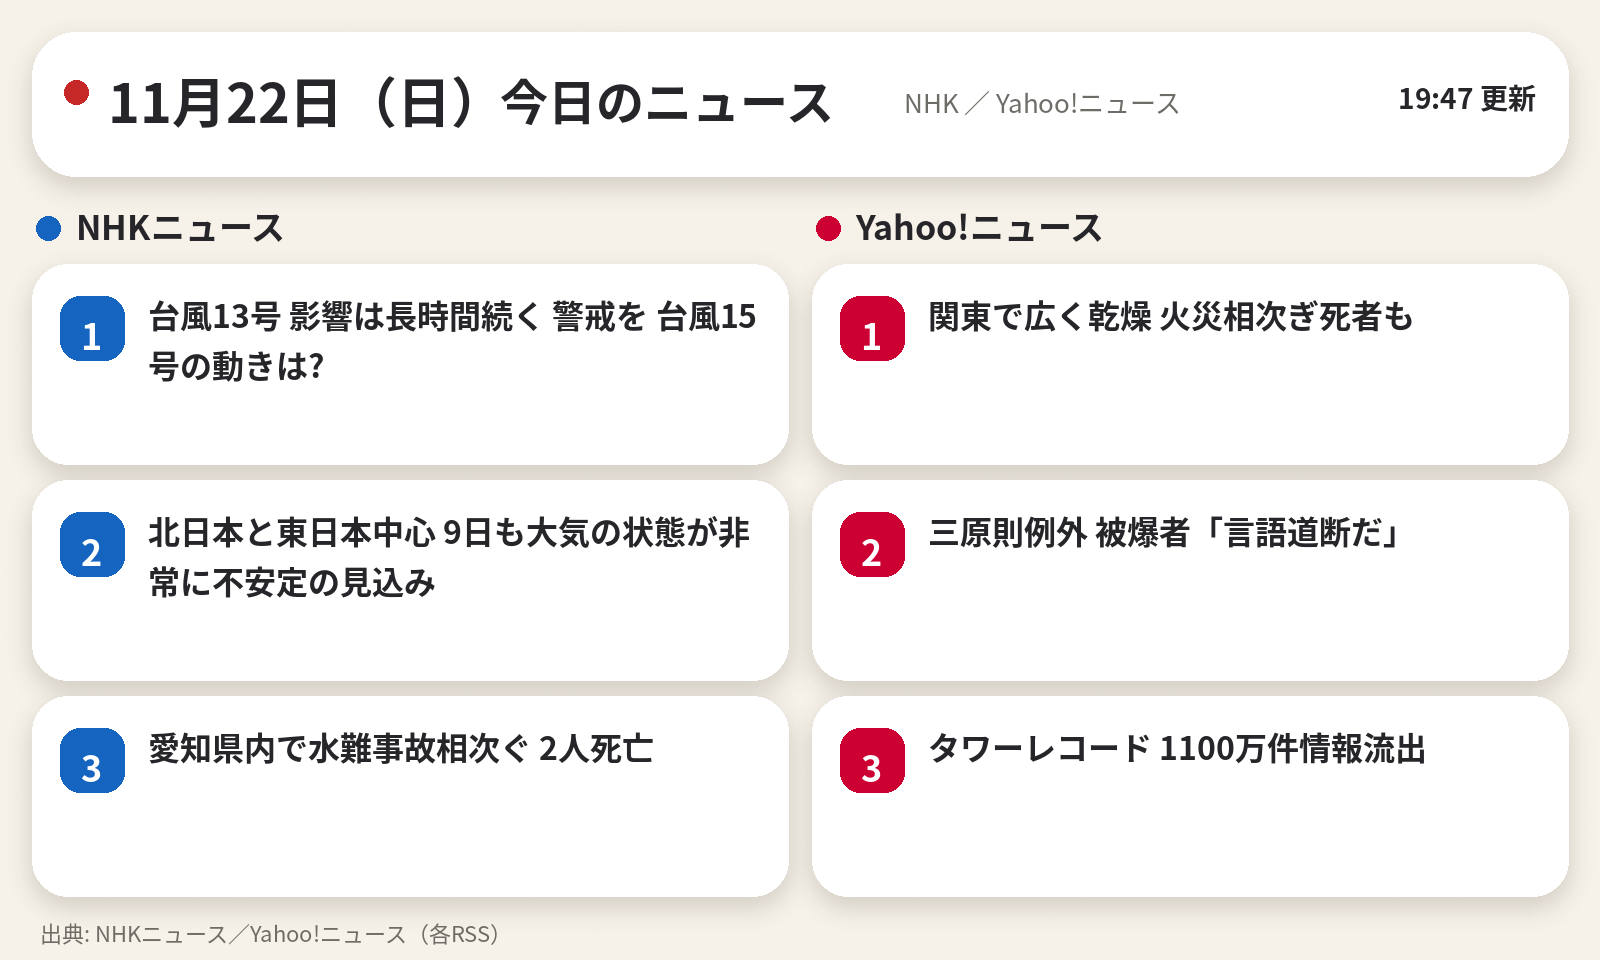 11月22日（日）今日のニュース
NHK ／ Yahoo!ニュース
19:47 更新
NHKニュース
1
台風13号 影響は長時間続く 警戒を 台風15
号の動きは?
2
北日本と東日本中心 9日も大気の状態が非
常に不安定の見込み
3
愛知県内で水難事故相次ぐ 2人死亡
Yahoo!ニュース
1
関東で広く乾燥 火災相次ぎ死者も
2
三原則例外 被爆者「言語道断だ」
3
タワーレコード 1100万件情報流出
出典: NHKニュース／Yahoo!ニュース（各RSS）